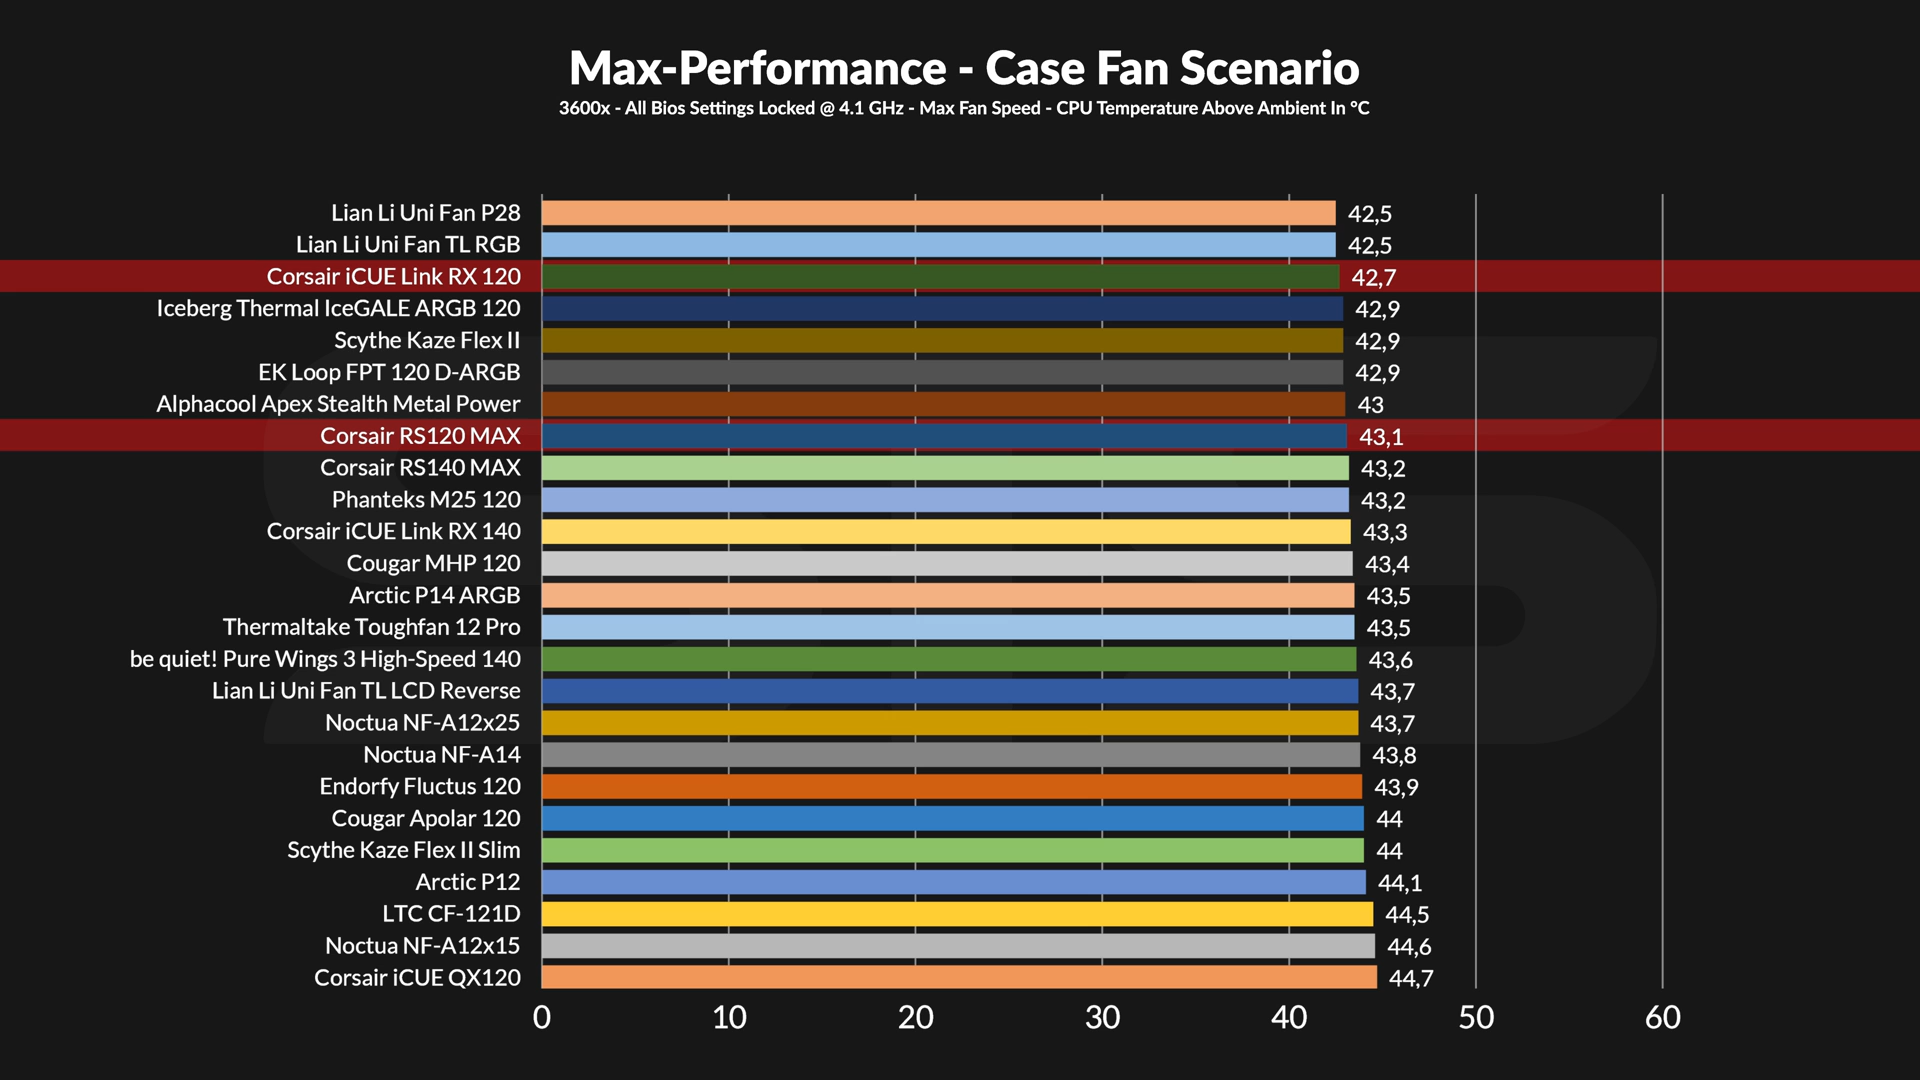 Max-Performance - Case Fan Scenario
3600x - All Bios Settings Locked @ 4.1 GHz - Max Fan Speed - CPU Temperature Above Ambient In °C
Lian Li Uni Fan P28 42,5
Lian Li Uni Fan TL RGB 42,5
Corsair iCUE Link RX 120 42,7
Iceberg Thermal IceGALE ARGB 120 42,9
Scythe Kaze Flex II 42,9
EK Loop FPT 120 D-ARGB 42,9
Alphacool Apex Stealth Metal Power 43
Corsair RS120 MAX 43,1
Corsair RS140 MAX 43,2
Phanteks M25 120 43,2
Corsair iCUE Link RX 140 43,3
Cougar MHP 120 43,4
Arctic P14 ARGB 43,5
Thermaltake Toughfan 12 Pro 43,5
be quiet! Pure Wings 3 High-Speed 140 43,6
Lian Li Uni Fan TL LCD Reverse 43,7
Noctua NF-A12x25 43,7
Noctua NF-A14 43,8
Endorfy Fluctus 120 43,9
Cougar Apolar 120 44
Scythe Kaze Flex II Slim 44
Arctic P12 44,1
LTC CF-121D 44,5
Noctua NF-A12x15 44,6
Corsair iCUE QX120 44,7
0 10 20 30 40 50 60